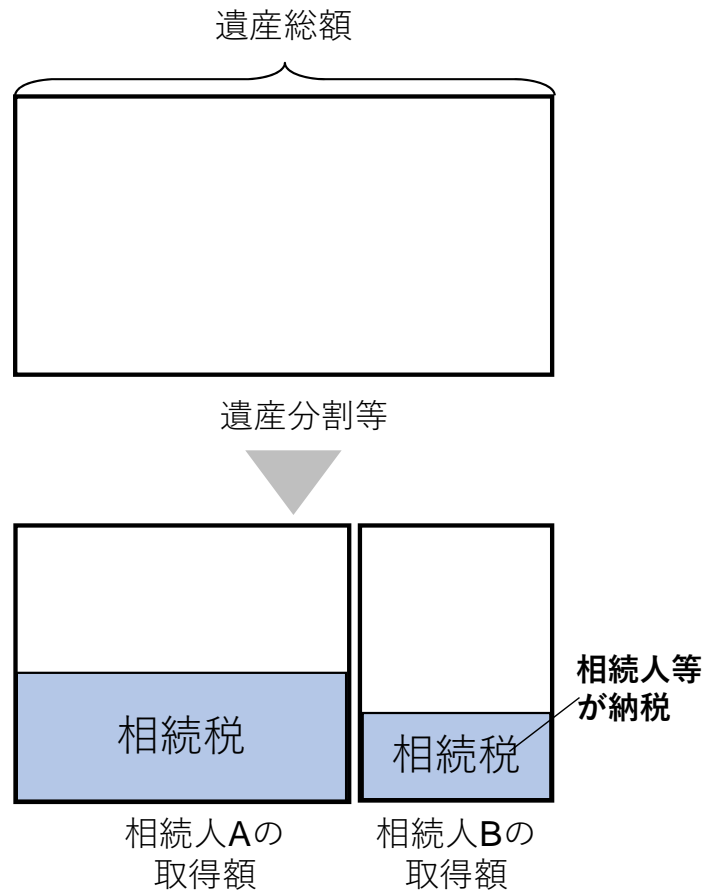 遺産総額
遺産分割等
相続税
相続税
相続人等
が納税
相続人Aの
取得額
相続人Bの
取得額